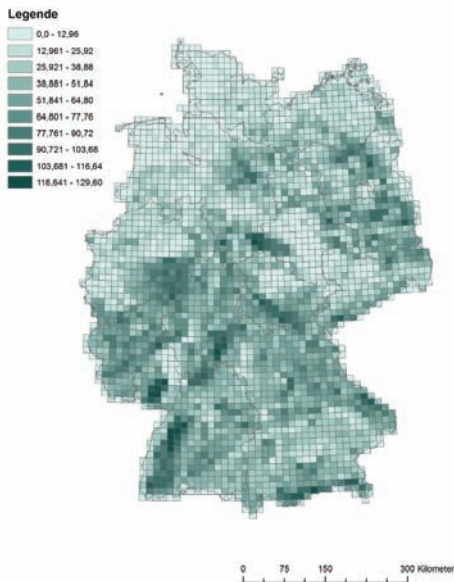 Legende
0,0 - 12,96
12,961 - 25,92
25,921 - 38,88
38,881 - 51,84
51,841 - 64,80
64,801 - 77,76
77,761 - 90,72
90,721 - 103,68
103,681 - 116,64
116,641 - 129,60
0 75 150 300 Kilometer